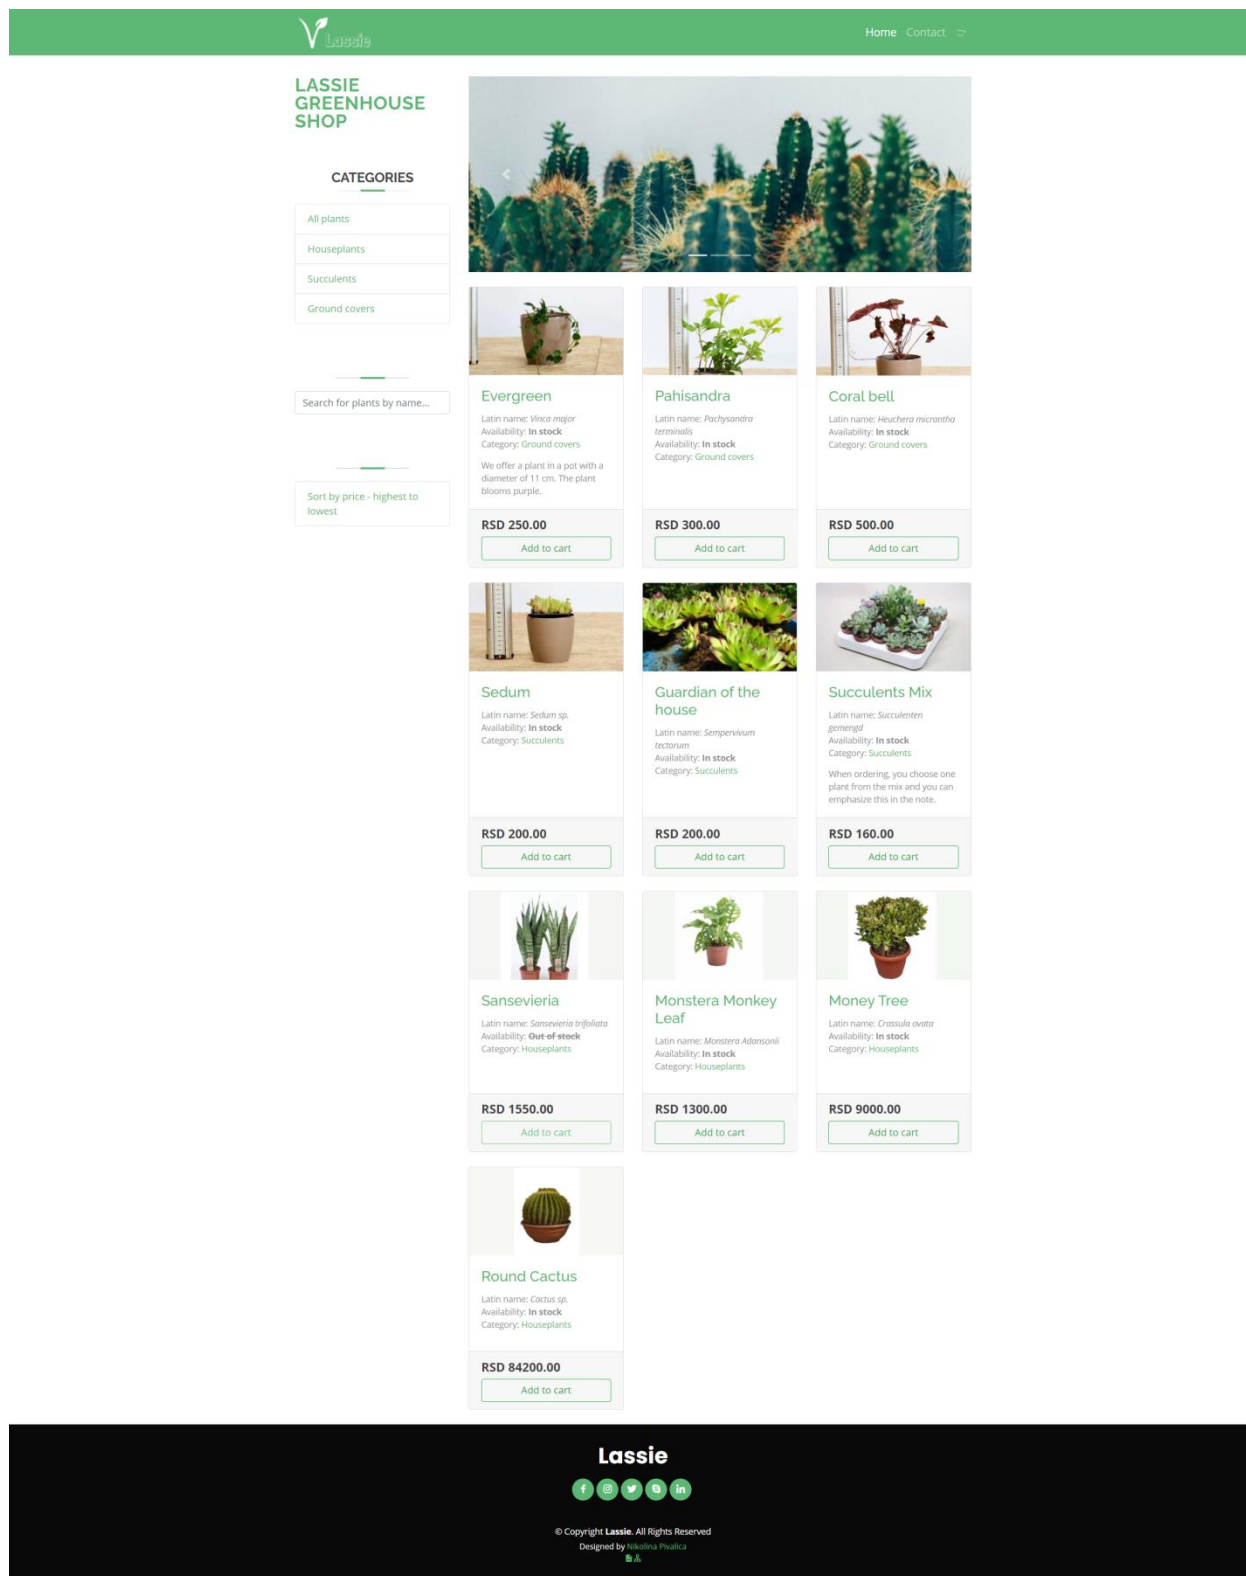 Lassie
Home Contact
LASSIE
GREENHOUSE
SHOP
CATEGORIES
All plants
Houseplants
Succulents
Ground covers
Search for plants by name...
Sort by price - highest to
lowest
Evergreen
Latin name: Vinca major
Availability: In stock
Category: Ground covers
We offer a plant in a pot with a
diameter of 11 cm. The plant
blooms purple.
RSD 250.00
Add to cart
Pahisandra
Latin name: Pachysandra
terminalis
Availability: In stock
Category: Ground covers
RSD 300.00
Add to cart
Coral bell
Latin name: Heuchera micrantha
Availability: In stock
Category: Ground covers
RSD 500.00
Add to cart
Sedum
Latin name: Sedum sp.
Availability: In stock
Category: Succulents
RSD 200.00
Add to cart
Guardian of the
house
Latin name: Sempervivum
tectorum
Availability: In stock
Category: Succulents
RSD 200.00
Add to cart
Succulents Mix
Latin name: Succulenten
gemengd
Availability: In stock
Category: Succulents
When ordering, you choose one
plant from the mix and you can
emphasize this in the note.
RSD 160.00
Add to cart
Sansevieria
Latin name: Sansevieria trifaliata
Availability: Out of stock
Category: Houseplants
RSD 1550.00
Add to cart
Monstera Monkey
Leaf
Latin name: Monstera Adansonii
Availability: In stock
Category: Houseplants
RSD 1300.00
Add to cart
Money Tree
Latin name: Crassula ovata
Availability: In stock
Category: Houseplants
RSD 9000.00
Add to cart
Round Cactus
Latin name: Cactus sp.
Availability: In stock
Category: Houseplants
RSD 84200.00
Add to cart
Lassie
© Copyright Lassie. All Rights Reserved
Designed by Nikolina Pivalica